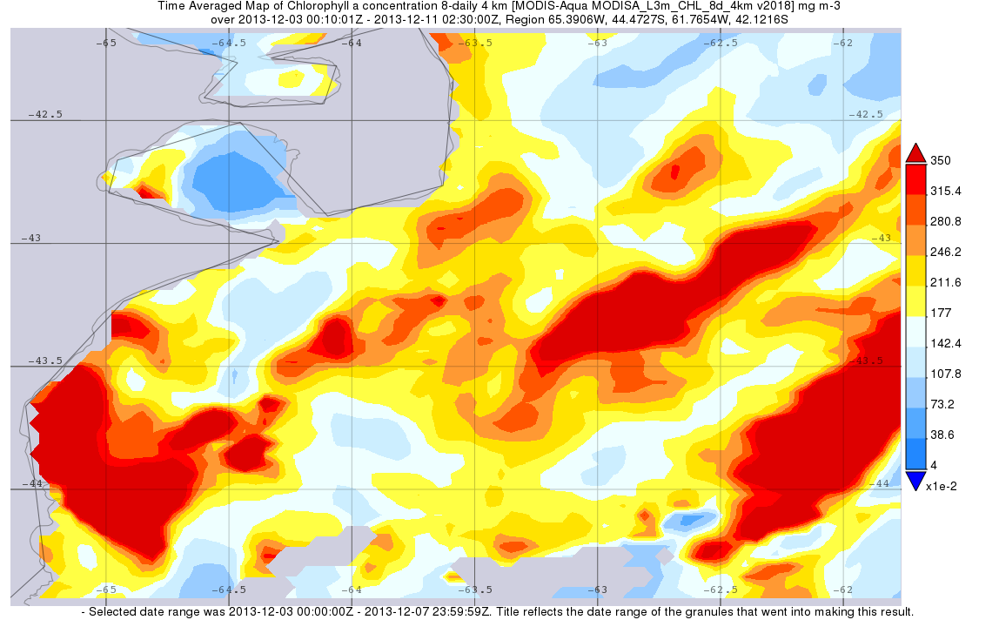 Time Averaged Map of Chlorophyll a concentration 8-daily 4 km [MODIS-Aqua MODISA_L3m_CHL_8d_4km v2018] mg m-3
over 2013-12-03 00:10:01Z - 2013-12-11 02:30:00Z, Region 65.3906W, 44.4727S, 61.7654W, 42.1216S
-65 -64.5 -64 -63.5 -63 -62.5 -62
-42.5 -42.5
350
315.4
280.8
-43 -43
246.2
211.6
177
142.4
-43.5 -43.5
107.8
73.2
38.6
4
-44 -44
x1e-2
-65 -64.5 -64 -63.5 -63 -62.5 -62
- Selected date range was 2013-12-03 00:00:00Z - 2013-12-07 23:59:59Z. Title reflects the date range of the granules that went into making this result.